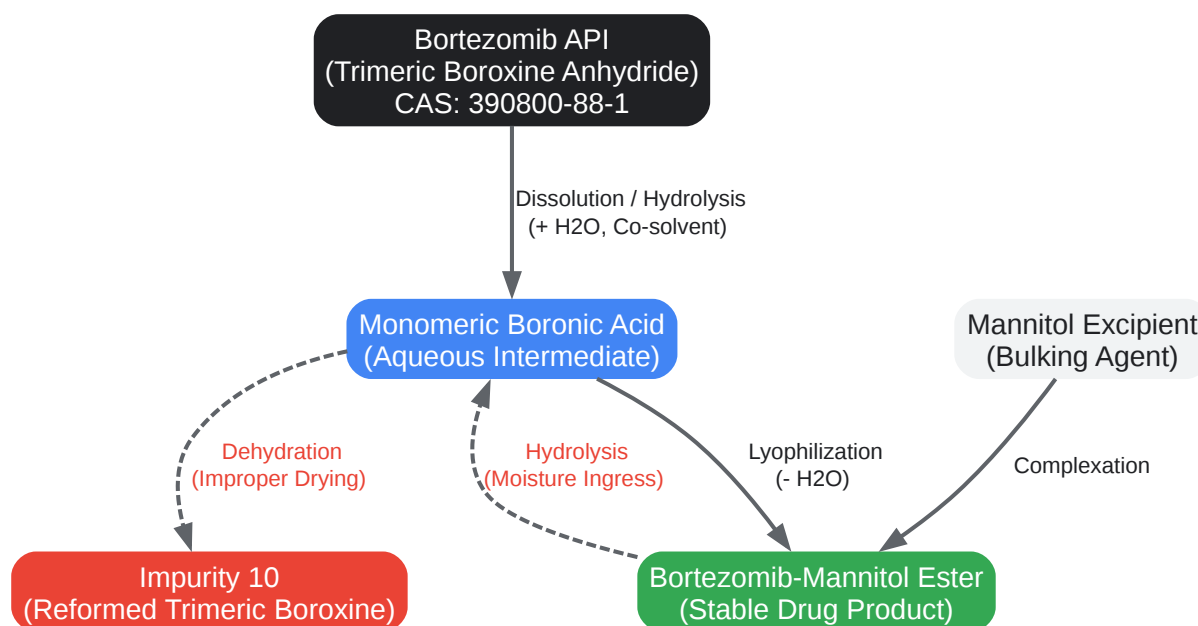 Bortezomib API
(Trimeric Boroxine Anhydride)
CAS: 390800-88-1
Dissolution / Hydrolysis
(+ H2O, Co-solvent)
Monomeric Boronic Acid
(Aqueous Intermediate)
Mannitol Excipient
(Bulking Agent)
Dehydration
(Improper Drying)
Hydrolysis
(Moisture Ingress)
Lyophilization
(- H2O)
Complexation
Impurity 10
(Reformed Trimeric Boroxine)
Bortezomib-Mannitol Ester
(Stable Drug Product)